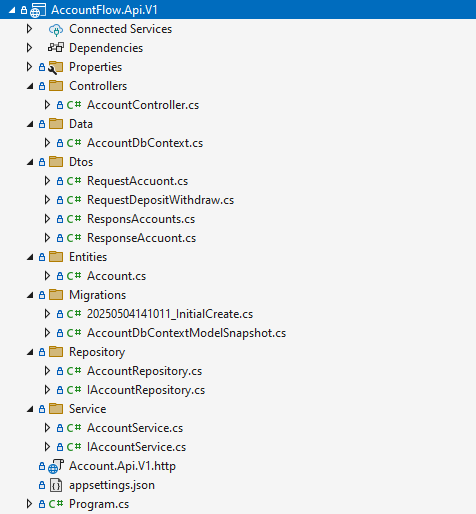 AccountFlow.Api.V1
Connected Services
Dependencies
Properties
Controllers
C# AccountController.cs
Data
C# AccountDbContext.cs
Dtos
C# RequestAccuont.cs
C# RequestDepositWithdraw.cs
C# ResponsAccounts.cs
C# ResponseAccuont.cs
Entities
C# Account.cs
Migrations
C# 20250504141011_InitialCreate.cs
C# AccountDbContextModelSnapshot.cs
Repository
C# AccountRepository.cs
C# IAccountRepository.cs
Service
C# AccountService.cs
C# IAccountService.cs
Account.Api.V1.http
appsettings.json
C# Program.cs